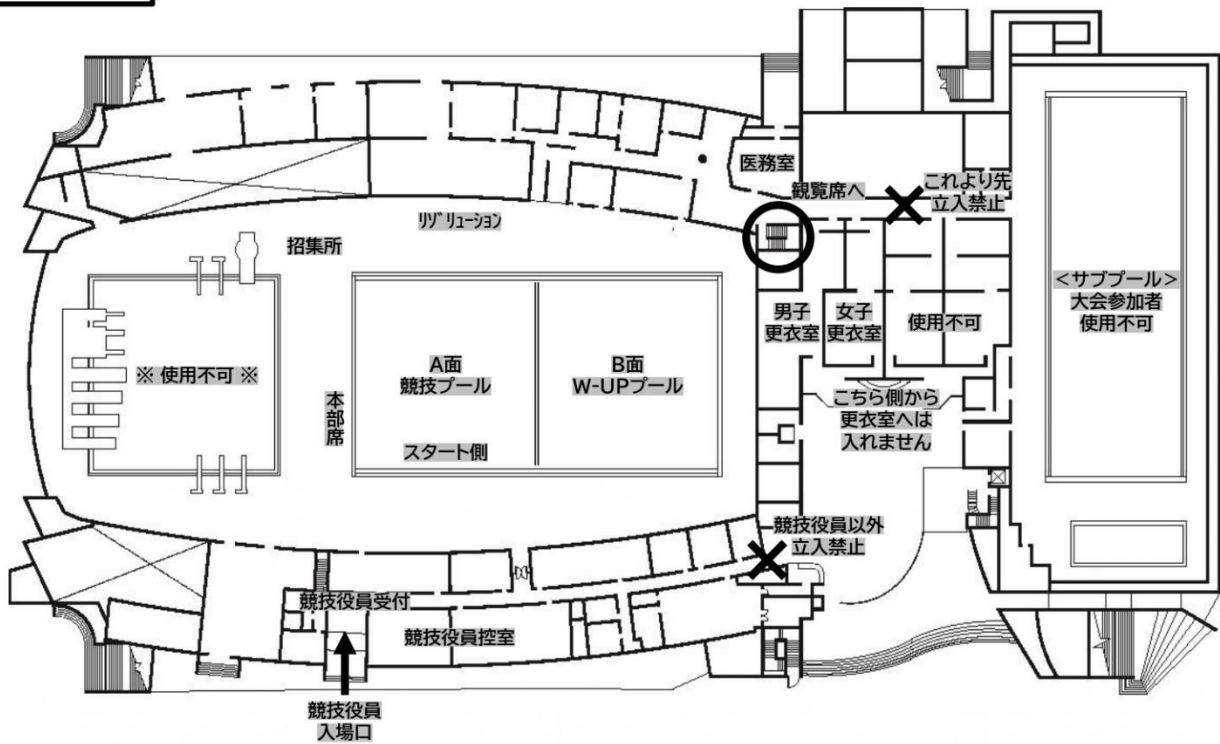 医務室
観覧席へ
これより先
立入禁止
リゾリューション
招集所
男子
更衣室
女子
更衣室
使用不可
＜サブプール＞
大会参加者
使用不可
※ 使用不可 ※
本部席
A面
競技プール
B面
W-UPプール
スタート側
こちら側から
更衣室へは
入れません
競技役員以外
立入禁止
競技役員受付
競技役員控室
競技役員
入場口